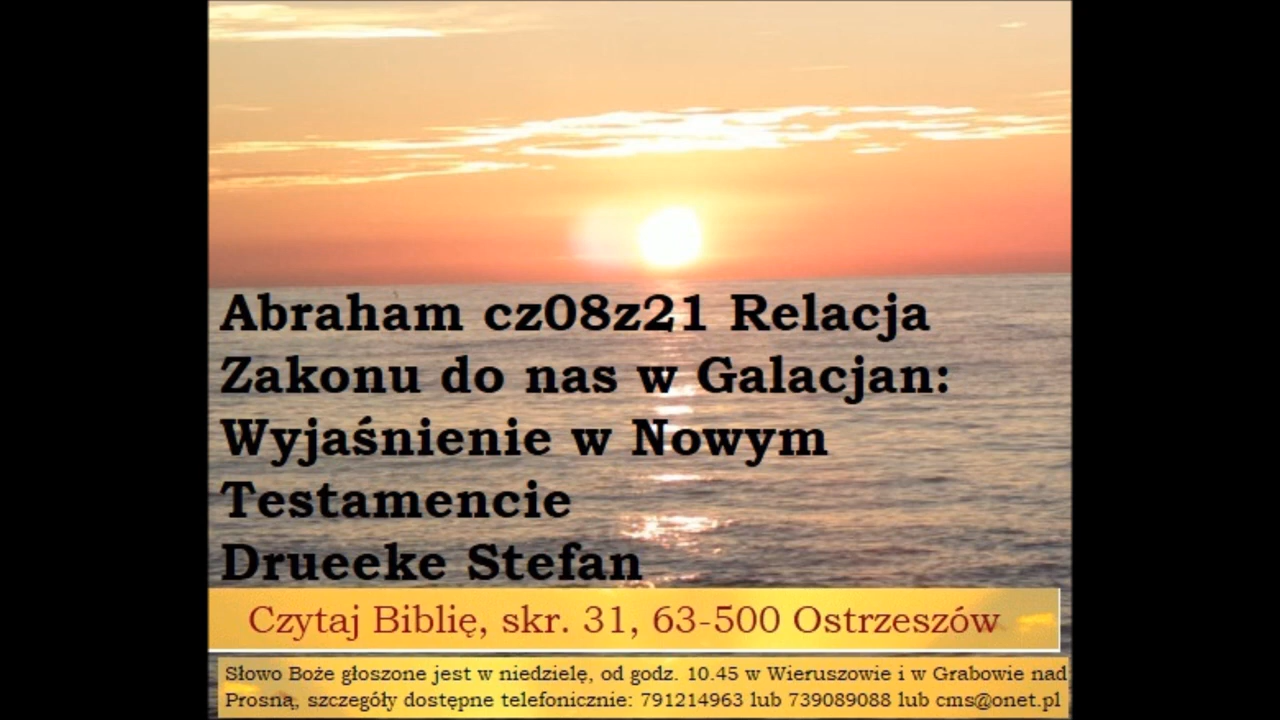 Abraham cz08z21 Relacja
Zakonu do nas w Galacjan:
Wyjaśnienie w Nowym
Testamencie
Drueeke Stefan
Czytaj Biblię, skr. 31, 63-500 Ostrzeszów
Słowo Boże głoszone jest w niedzielę, od godz. 10.45 w Wieruszowie i w Grabowie nad
Prosną, szczegóły dostępne telefonicznie: 791214963 lub 739089088 lub cms@onet.pl